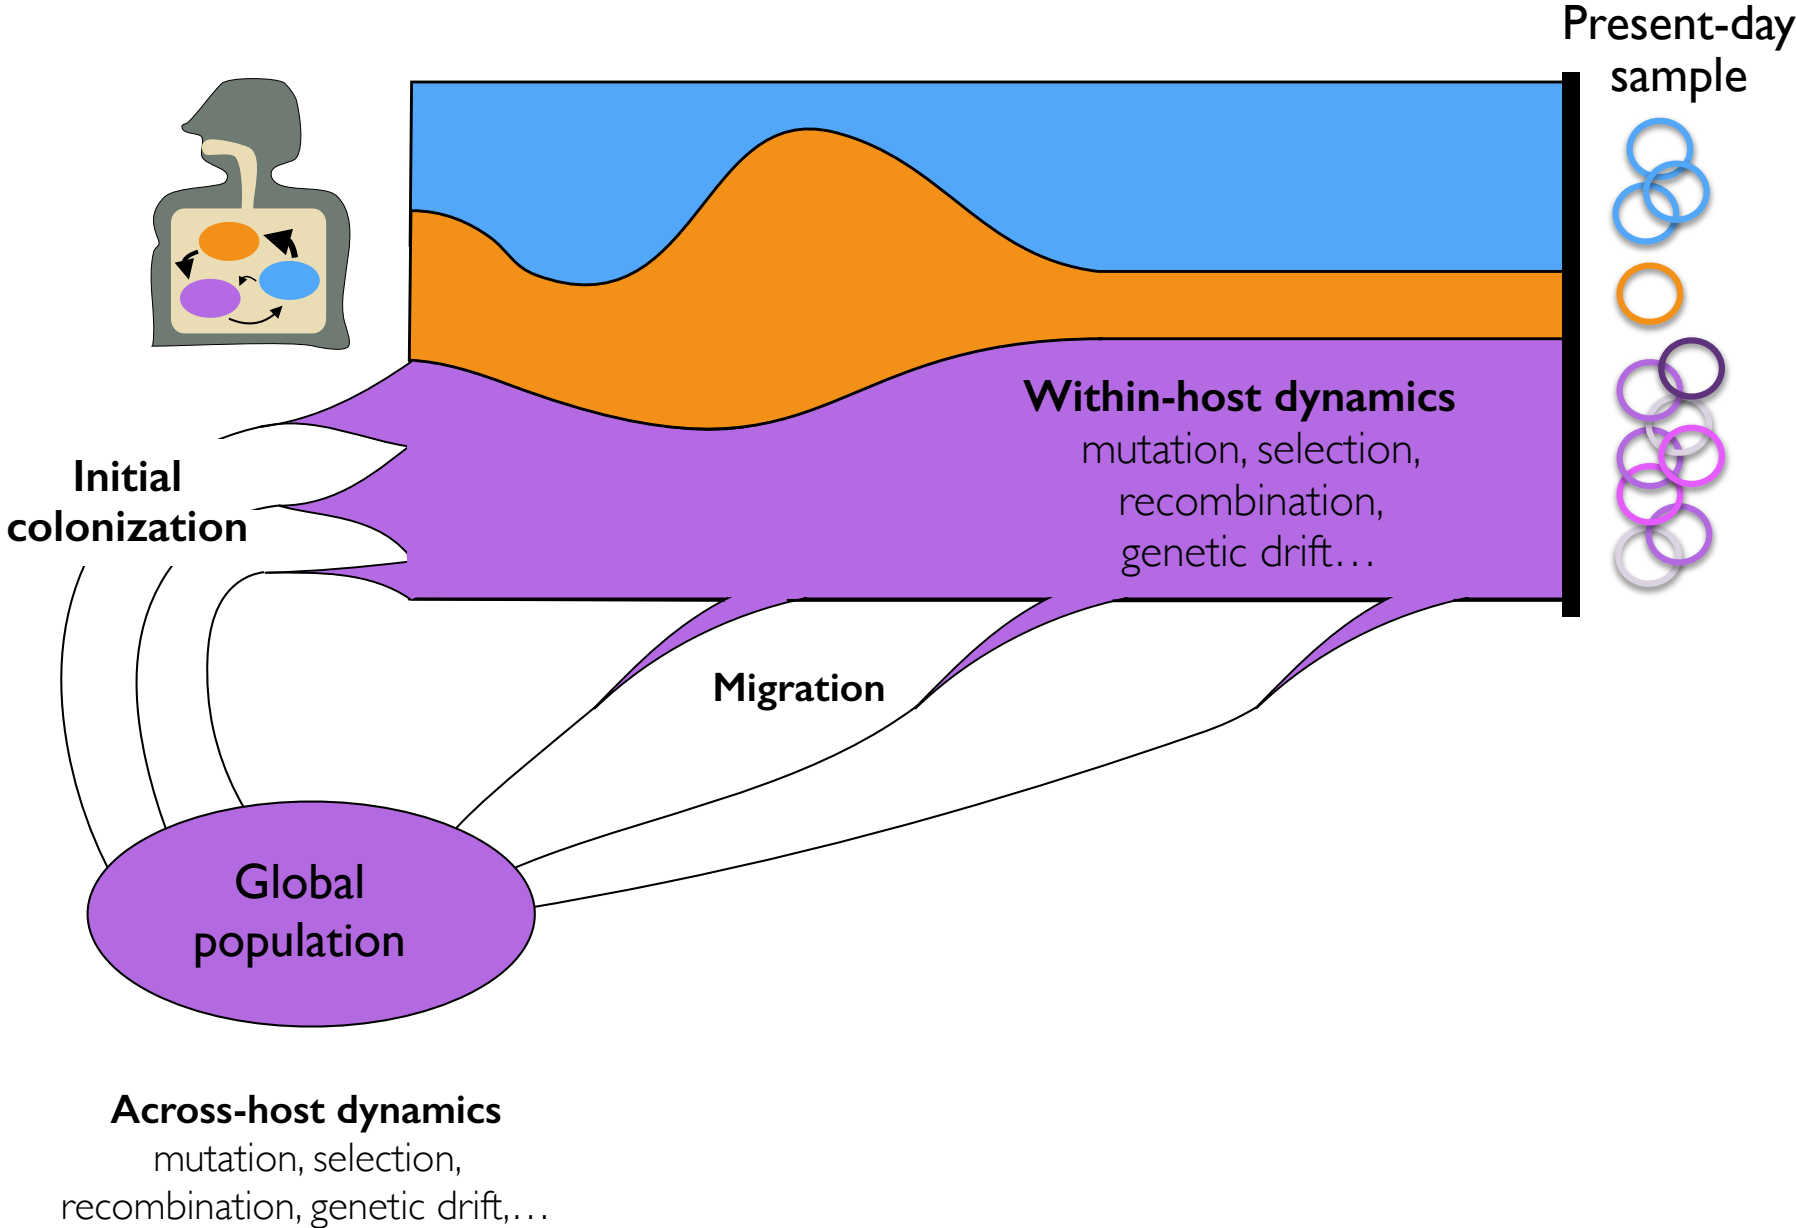 Present-day
sample
Within-host dynamics
mutation, selection,
recombination,
genetic drift…
Initial
colonization
Migration
Global
population
Across-host dynamics
mutation, selection,
recombination, genetic drift,…